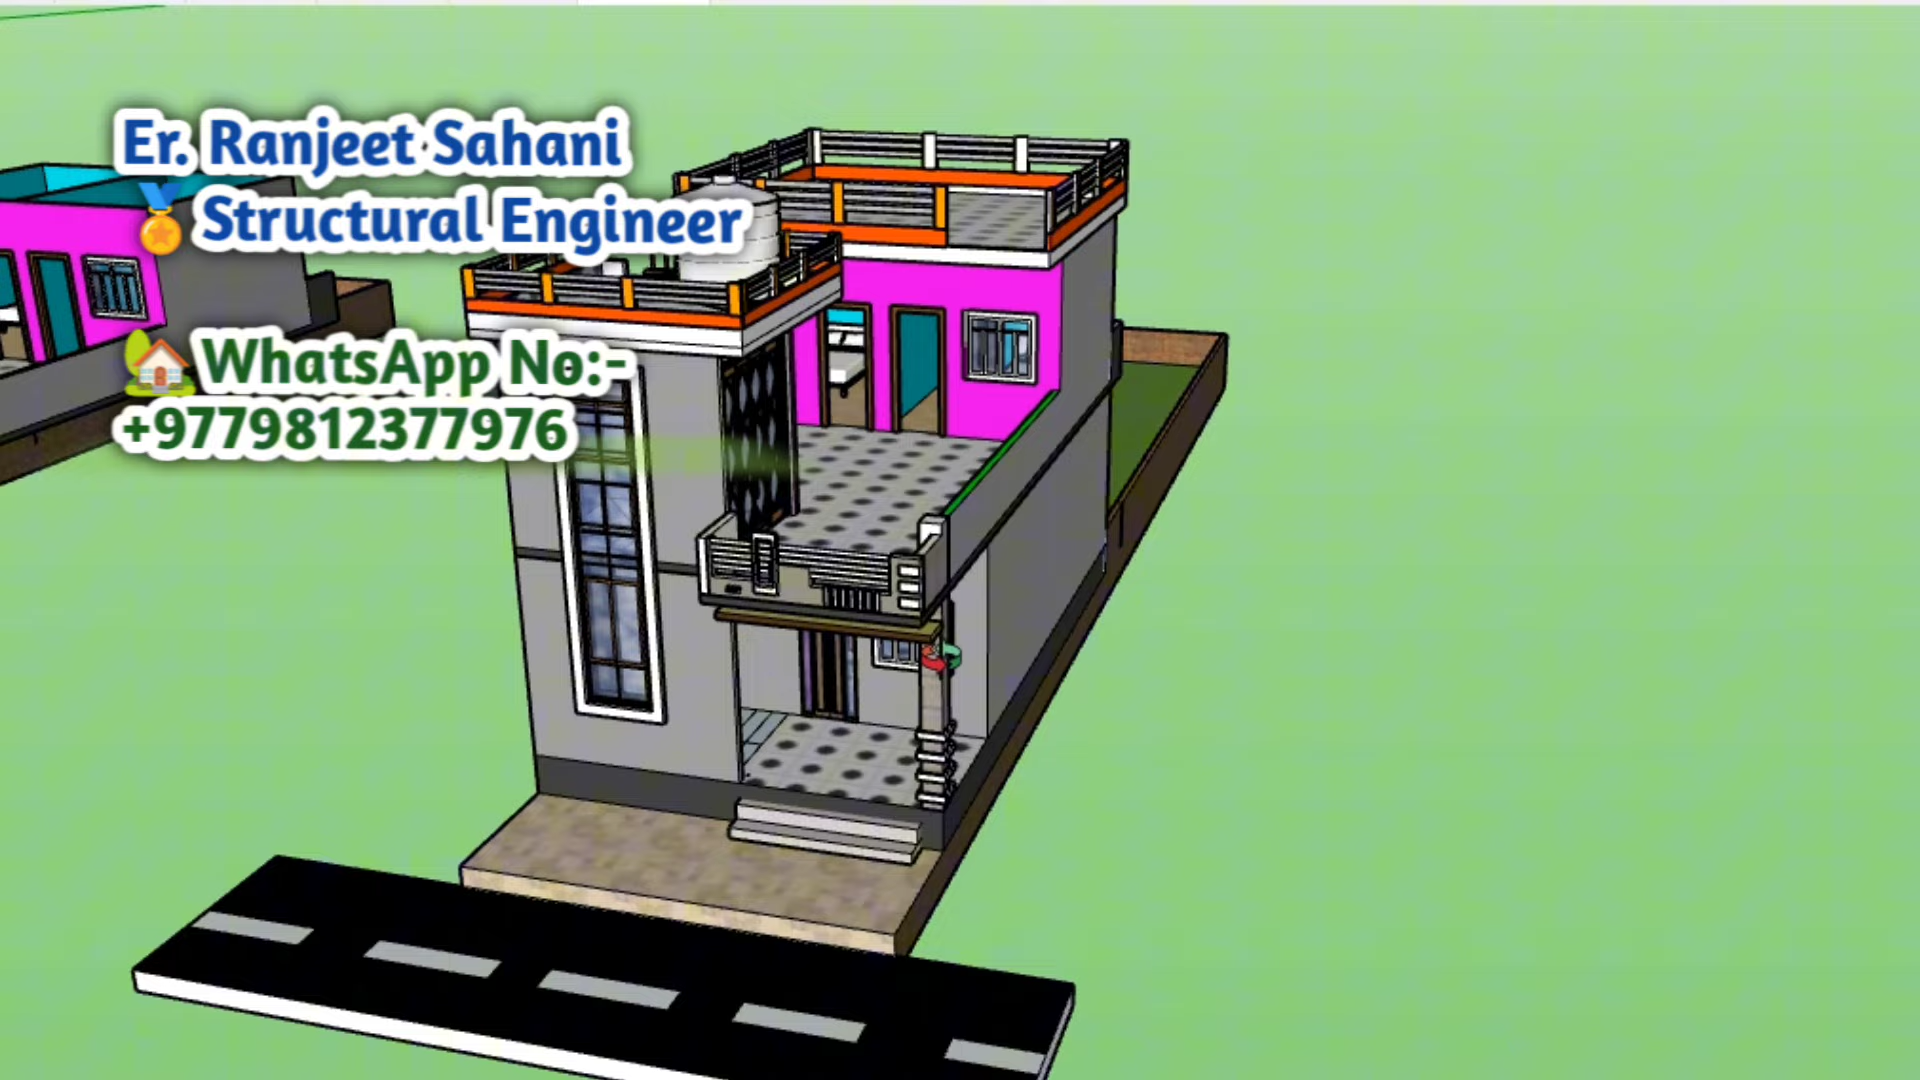 Er. Ranjeet Sahani
🏅Structural Engineer
🏡WhatsApp No:-
+9779812377976